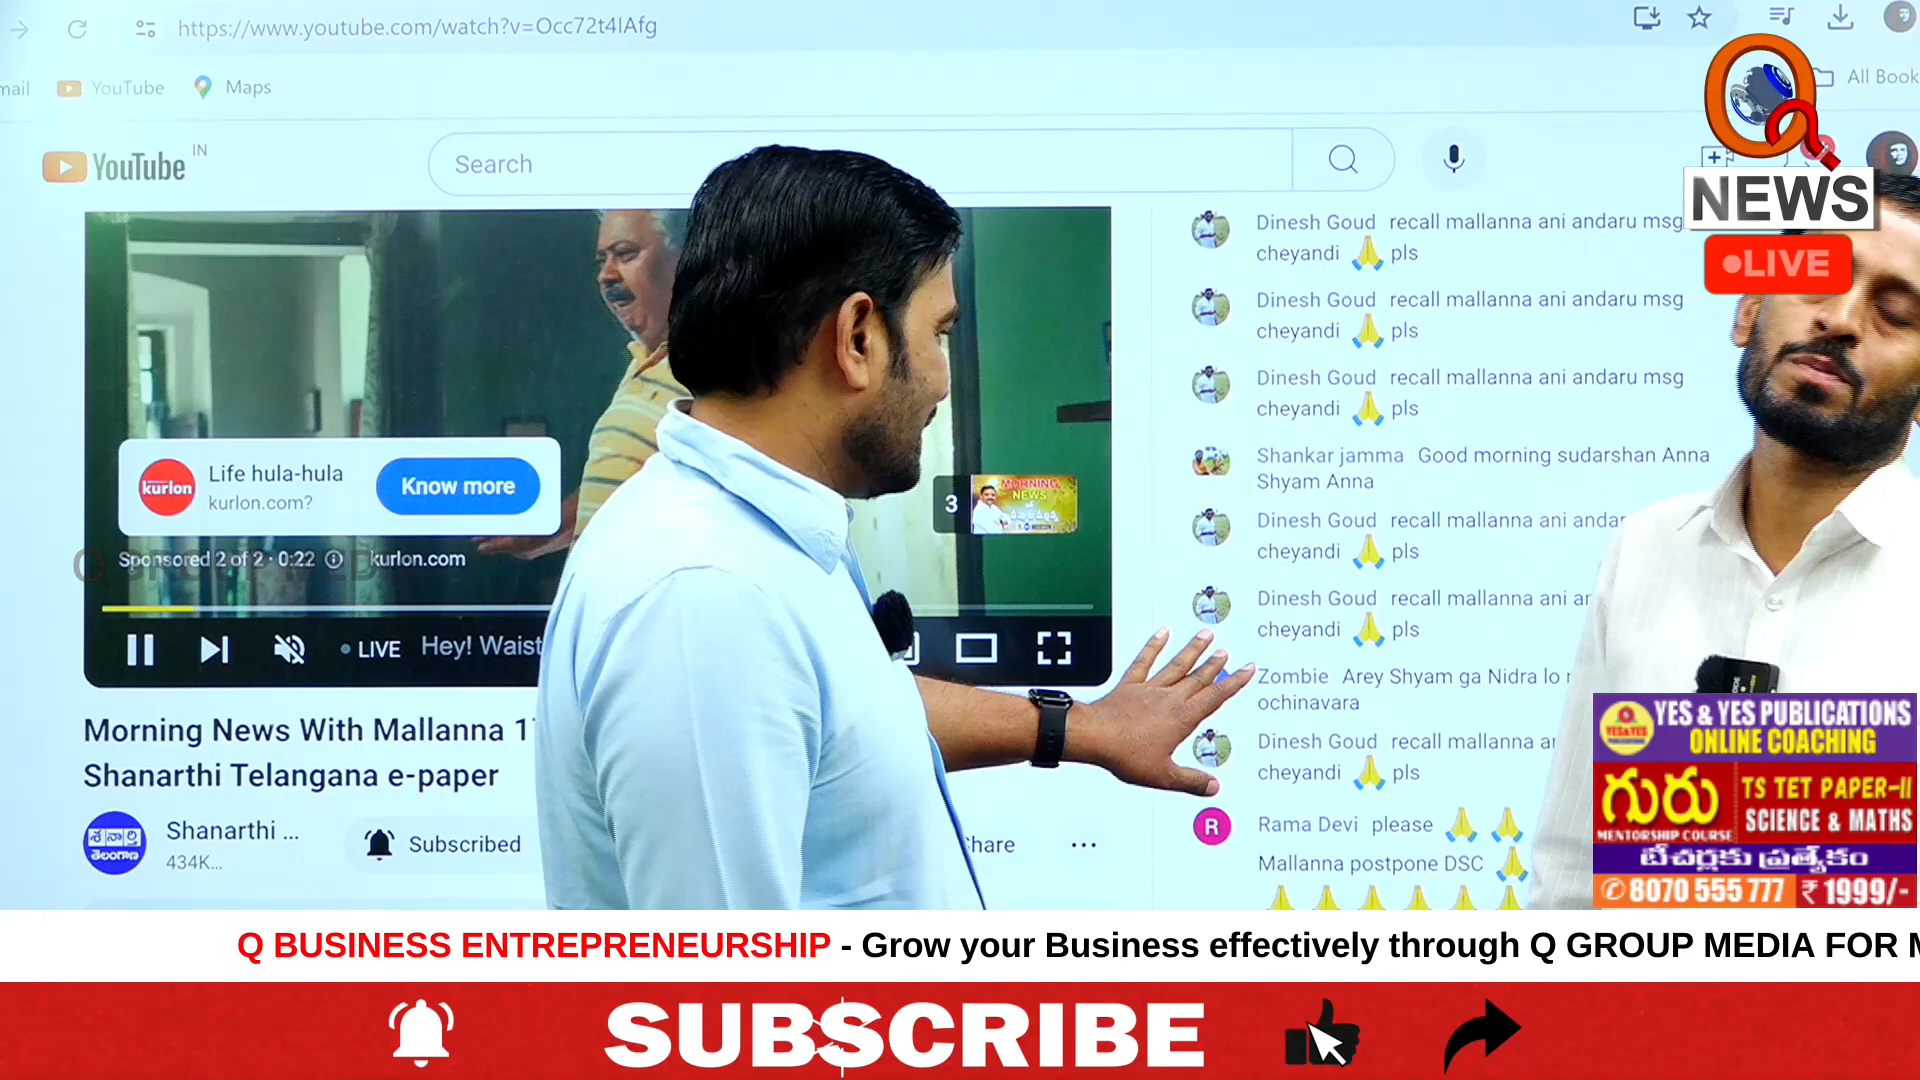 https://www.youtube.com/watch?v=Occ72t4lAfg
mail YouTube Maps
All Book
YouTube IN
Search
NEWS
LIVE
Dinesh Goud recall mallanna ani andaru msg
cheyandi 🙏 pls
Dinesh Goud recall mallanna ani andaru msg
cheyandi 🙏 pls
Dinesh Goud recall mallanna ani andaru msg
cheyandi 🙏 pls
Shankar jamma Good morning sudarshan Anna
Shyam Anna
Dinesh Goud recall mallanna ani andar
cheyandi 🙏 pls
Dinesh Goud recall mallanna ani ar
cheyandi 🙏 pls
Zombie Arey Shyam ga Nidra lo
ochinavara
Dinesh Goud recall mallanna ar
cheyandi 🙏 pls
R Rama Devi please 🙏 🙏
Mallanna postpone DSC 🙏
🙏 🙏 🙏 🙏 🙏 🙏
kurlon
Life hula-hula
kurlon.com?
Know more
3
MORNING
NEWS
Sponsored 2 of 2 · 0:22 kurlon.com
LIVE Hey! Waist
Morning News With Mallanna 1
Shanarthi Telangana e-paper
శనార్తి
తెలంగాణ
Shanarthi ...
434K...
Subscribed
Share
...
YES & YES PUBLICATIONS
ONLINE COACHING
YES&YES
గురు
MENTORSHIP COURSE
TS TET PAPER-II
SCIENCE & MATHS
టీచర్లకు ప్రత్యేకం
8070 555 777 ₹ 1999/-
Q BUSINESS ENTREPRENEURSHIP - Grow your Business effectively through Q GROUP MEDIA FOR M
SUBSCRIBE